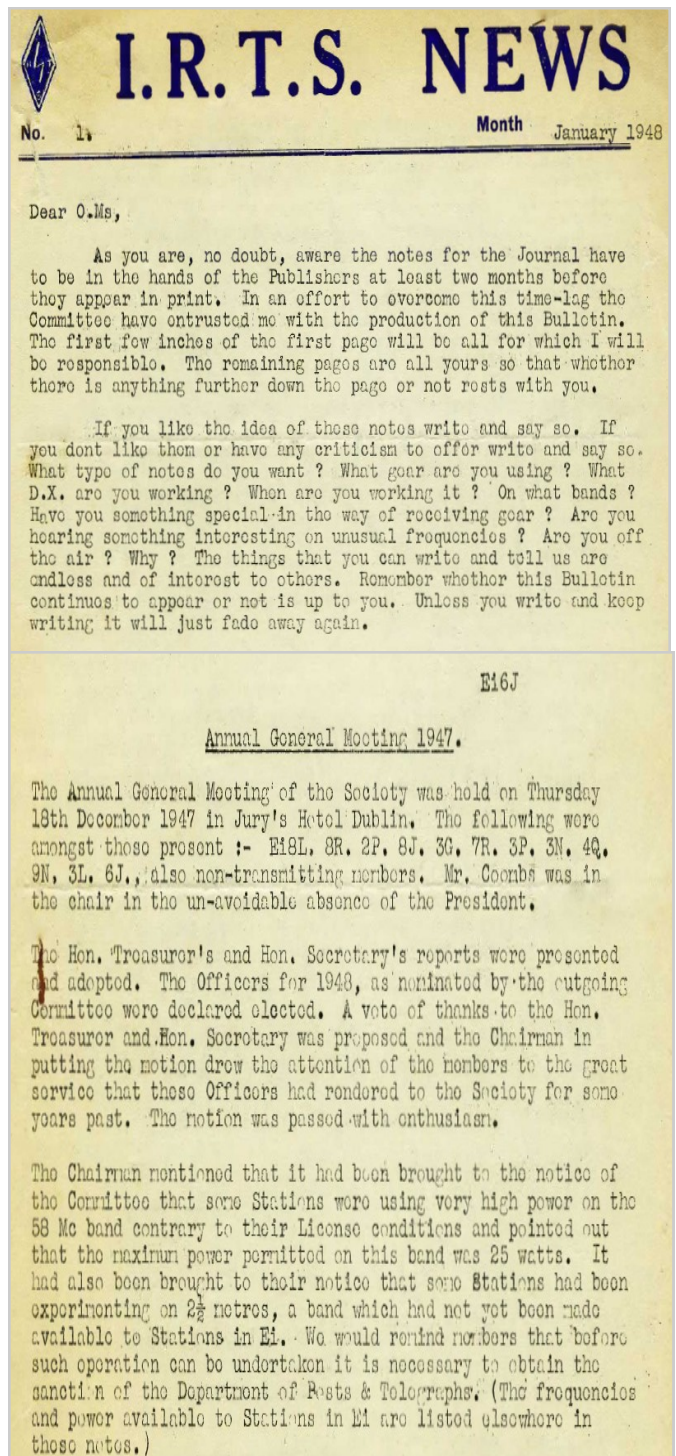 I.R.T.S. NEWS
No. 1. Month January 1948
Dear O.Ms,
As you are, no doubt, aware the notes for the Journal have
to be in the hands of the Publishers at least two months before
they appear in print. In an effort to overcome this time-lag the
Committee have entrusted me with the production of this Bulletin.
The first few inches of the first page will be all for which I will
be responsible. The remaining pages are all yours so that whether
there is anything further down the page or not rests with you.
If you like the idea of these notes write and say so. If
you dont like them or have any criticism to offer write and say so.
What type of notes do you want ? What gear are you using ? What
D.X. are you working ? When are you working it ? On what bands ?
Have you something special in the way of receiving gear ? Are you
hearing something interesting on unusual frequencies ? Are you off
the air ? Why ? The things that you can write and tell us are
endless and of interest to others. Remember whether this Bulletin
continues to appear or not is up to you. Unless you write and keep
writing it will just fade away again.
Ei6J
Annual General Meeting 1947.
The Annual General Meeting of the Society was held on Thursday
18th December 1947 in Jury's Hotel Dublin. The following were
amongst those present :- Ei8L. 8R. 2P. 8J. 3G. 7R. 3P. 3N. 4Q.
9N. 3L. 6J., also non-transmitting members. Mr. Coombs was in
the chair in the un-avoidable absence of the President.
The Hon. Treasurer's and Hon. Secretary's reports were presented
and adopted. The Officers for 1948, as nominated by the outgoing
Committee were declared elected. A vote of thanks to the Hon.
Treasurer and Hon. Secretary was proposed and the Chairman in
putting the motion drew the attention of the members to the great
service that these Officers had rendered to the Society for some
years past. The motion was passed with enthusiasm.
The Chairman mentioned that it had been brought to the notice of
the Committee that some Stations were using very high power on the
58 Mc band contrary to their License conditions and pointed out
that the maximum power permitted on this band was 25 watts. It
had also been brought to their notice that some Stations had been
experimenting on 2½ metres, a band which had not yet been made
available to Stations in Ei. We would remind members that before
such operation can be undertaken it is necessary to obtain the
sanction of the Department of Posts & Telegraphs. (The frequencies
and power available to Stations in Ei are listed elsewhere in
these notes.)